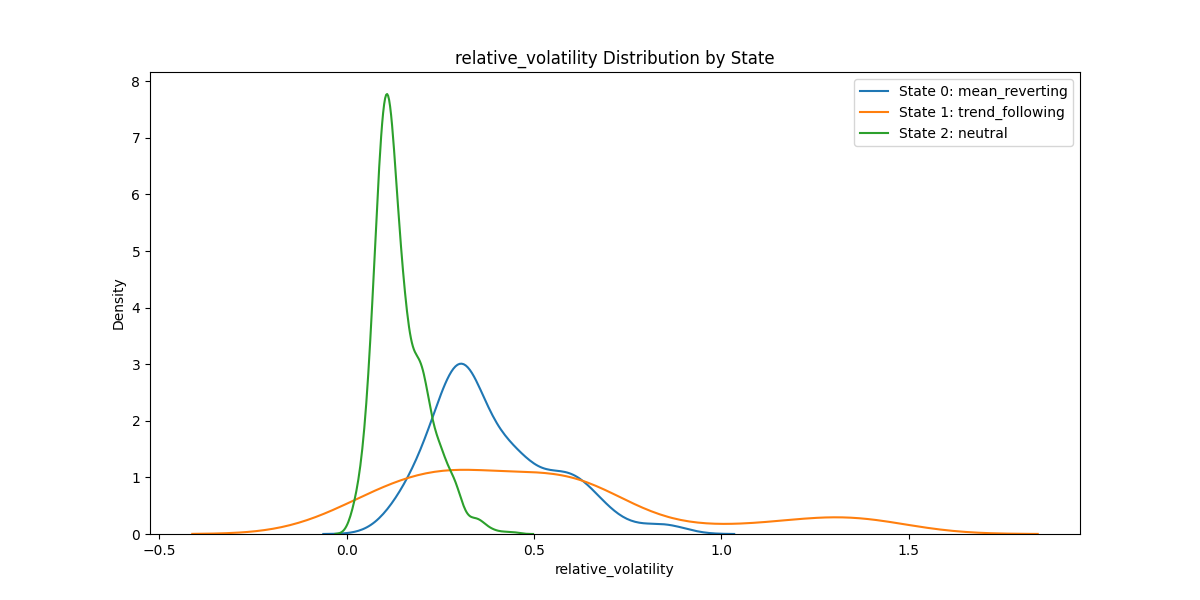 relative_volatility Distribution by State
State 0: mean_reverting
State 1: trend_following
State 2: neutral
Density
8
7
6
5
4
3
2
1
0
−0.5
0.0
0.5
1.0
1.5
relative_volatility